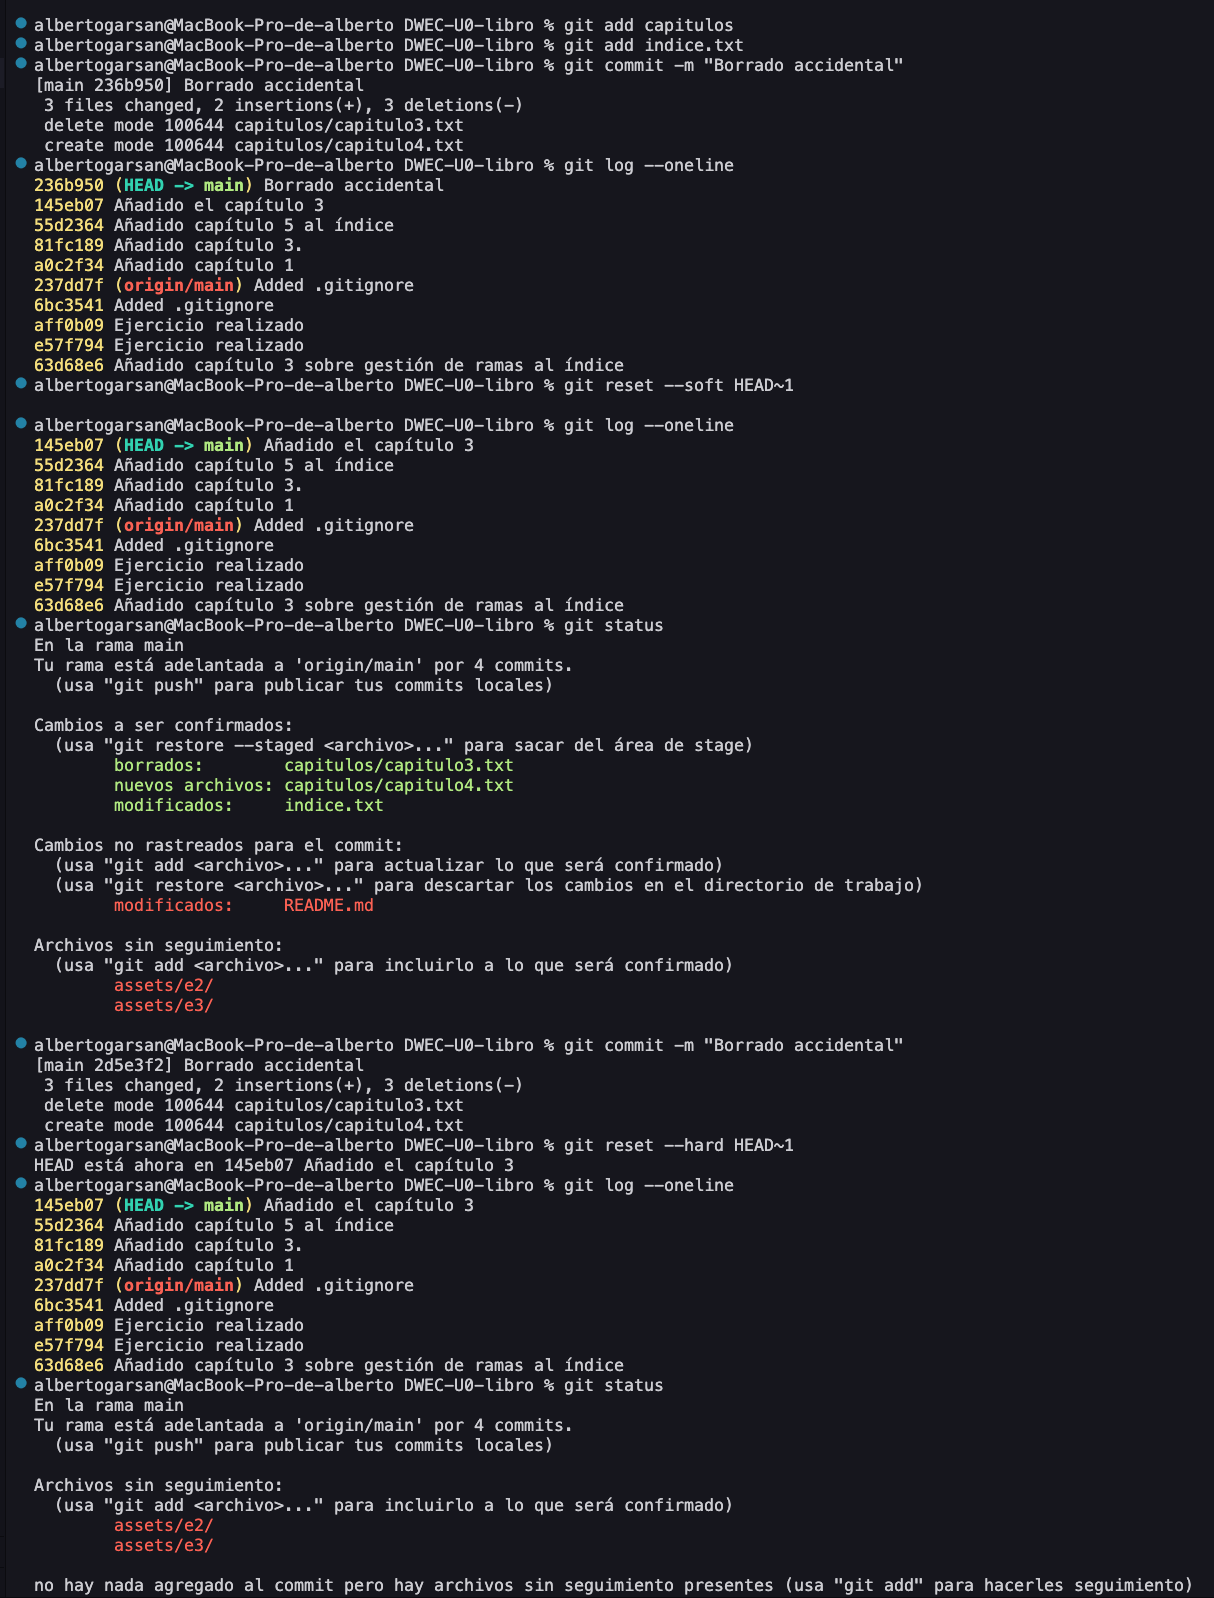 albertogarsan@MacBook-Pro-de-alberto DWEC-U0-libro % git add capitulos
albertogarsan@MacBook-Pro-de-alberto DWEC-U0-libro % git add indice.txt
albertogarsan@MacBook-Pro-de-alberto DWEC-U0-libro % git commit -m "Borrado accidental"
[main 236b950] Borrado accidental
 3 files changed, 2 insertions(+), 3 deletions(-)
 delete mode 100644 capitulos/capitulo3.txt
 create mode 100644 capitulos/capitulo4.txt
albertogarsan@MacBook-Pro-de-alberto DWEC-U0-libro % git log --oneline
236b950 (HEAD -> main) Borrado accidental
145eb07 Añadido el capítulo 3
55d2364 Añadido capítulo 5 al índice
81fc189 Añadido capítulo 3.
a0c2f34 Añadido capítulo 1
237dd7f (origin/main) Added .gitignore
6bc3541 Added .gitignore
aff0b09 Ejercicio realizado
e57f794 Ejercicio realizado
63d68e6 Añadido capítulo 3 sobre gestión de ramas al índice
albertogarsan@MacBook-Pro-de-alberto DWEC-U0-libro % git reset --soft HEAD~1

albertogarsan@MacBook-Pro-de-alberto DWEC-U0-libro % git log --oneline
145eb07 (HEAD -> main) Añadido el capítulo 3
55d2364 Añadido capítulo 5 al índice
81fc189 Añadido capítulo 3.
a0c2f34 Añadido capítulo 1
237dd7f (origin/main) Added .gitignore
6bc3541 Added .gitignore
aff0b09 Ejercicio realizado
e57f794 Ejercicio realizado
63d68e6 Añadido capítulo 3 sobre gestión de ramas al índice
albertogarsan@MacBook-Pro-de-alberto DWEC-U0-libro % git status
En la rama main
Tu rama está adelantada a 'origin/main' por 4 commits.
  (usa "git push" para publicar tus commits locales)

Cambios a ser confirmados:
  (usa "git restore --staged <archivo>..." para sacar del área de stage)
        borrados:        capitulos/capitulo3.txt
        nuevos archivos: capitulos/capitulo4.txt
        modificados:     indice.txt

Cambios no rastreados para el commit:
  (usa "git add <archivo>..." para actualizar lo que será confirmado)
  (usa "git restore <archivo>..." para descartar los cambios en el directorio de trabajo)
        modificados:     README.md

Archivos sin seguimiento:
  (usa "git add <archivo>..." para incluirlo a lo que será confirmado)
        assets/e2/
        assets/e3/

albertogarsan@MacBook-Pro-de-alberto DWEC-U0-libro % git commit -m "Borrado accidental"
[main 2d5e3f2] Borrado accidental
 3 files changed, 2 insertions(+), 3 deletions(-)
 delete mode 100644 capitulos/capitulo3.txt
 create mode 100644 capitulos/capitulo4.txt
albertogarsan@MacBook-Pro-de-alberto DWEC-U0-libro % git reset --hard HEAD~1
HEAD está ahora en 145eb07 Añadido el capítulo 3
albertogarsan@MacBook-Pro-de-alberto DWEC-U0-libro % git log --oneline
145eb07 (HEAD -> main) Añadido el capítulo 3
55d2364 Añadido capítulo 5 al índice
81fc189 Añadido capítulo 3.
a0c2f34 Añadido capítulo 1
237dd7f (origin/main) Added .gitignore
6bc3541 Added .gitignore
aff0b09 Ejercicio realizado
e57f794 Ejercicio realizado
63d68e6 Añadido capítulo 3 sobre gestión de ramas al índice
albertogarsan@MacBook-Pro-de-alberto DWEC-U0-libro % git status
En la rama main
Tu rama está adelantada a 'origin/main' por 4 commits.
  (usa "git push" para publicar tus commits locales)

Archivos sin seguimiento:
  (usa "git add <archivo>..." para incluirlo a lo que será confirmado)
        assets/e2/
        assets/e3/

no hay nada agregado al commit pero hay archivos sin seguimiento presentes (usa "git add" para hacerles seguimiento)